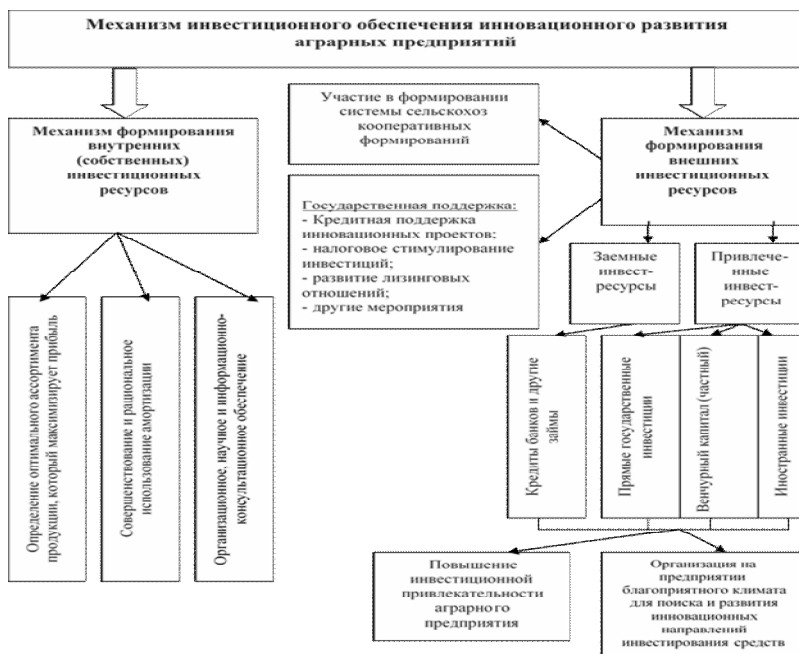 Механизм инвестиционного обеспечения инновационного развития
аграрных предприятий
Механизм формирования
внутренних
(собственных)
инвестиционных
ресурсов
Участие в формировании
системы сельскохоз
кооперативных
формирований
Механизм
формирования
внешних
инвестиционных
ресурсов
Государственная поддержка:
- Кредитная поддержка
инновационных проектов;
- налоговое стимулирование
инвестиций;
- развитие лизинговых
отношений;
- другие мероприятия
Заемные
инвест-
ресурсы
Привлече-
нные
инвест-
ресурсы
Определение оптимального ассортимента
продукции, который максимизирует прибыль
Совершенствование и рациональное
использование амортизации
Организационное, научное и информационно-
консультационное обеспечение
Кредиты банков и другие
займы
Прямые государственные
инвестиции
Венчурный капитал (частный)
Иностранные инвестиции
Повышение
инвестиционной
привлекательности
аграрного
предприятия
Организация на
предприятии
благоприятного климата
для поиска и развития
инновационных
направлений
инвестирования средств